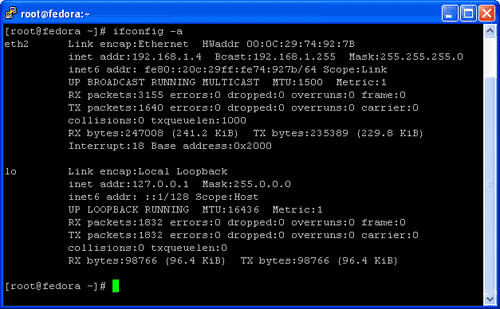 root@fedora:~
[root@fedora ~]# ifconfig -a
eth2      Link encap:Ethernet  HWaddr 00:0C:29:74:92:7B
          inet addr:192.168.1.4  Bcast:192.168.1.255  Mask:255.255.255.0
          inet6 addr: fe80::20c:29ff:fe74:927b/64 Scope:Link
          UP BROADCAST RUNNING MULTICAST  MTU:1500  Metric:1
          RX packets:3155 errors:0 dropped:0 overruns:0 frame:0
          TX packets:1640 errors:0 dropped:0 overruns:0 carrier:0
          collisions:0 txqueuelen:1000
          RX bytes:247008 (241.2 KiB)  TX bytes:235389 (229.8 KiB)
          Interrupt:18 Base address:0x2000
lo        Link encap:Local Loopback
          inet addr:127.0.0.1  Mask:255.0.0.0
          inet6 addr: ::1/128 Scope:Host
          UP LOOPBACK RUNNING  MTU:16436  Metric:1
          RX packets:1832 errors:0 dropped:0 overruns:0 frame:0
          TX packets:1832 errors:0 dropped:0 overruns:0 carrier:0
          collisions:0 txqueuelen:0
          RX bytes:98766 (96.4 KiB)  TX bytes:98766 (96.4 KiB)
[root@fedora ~]#